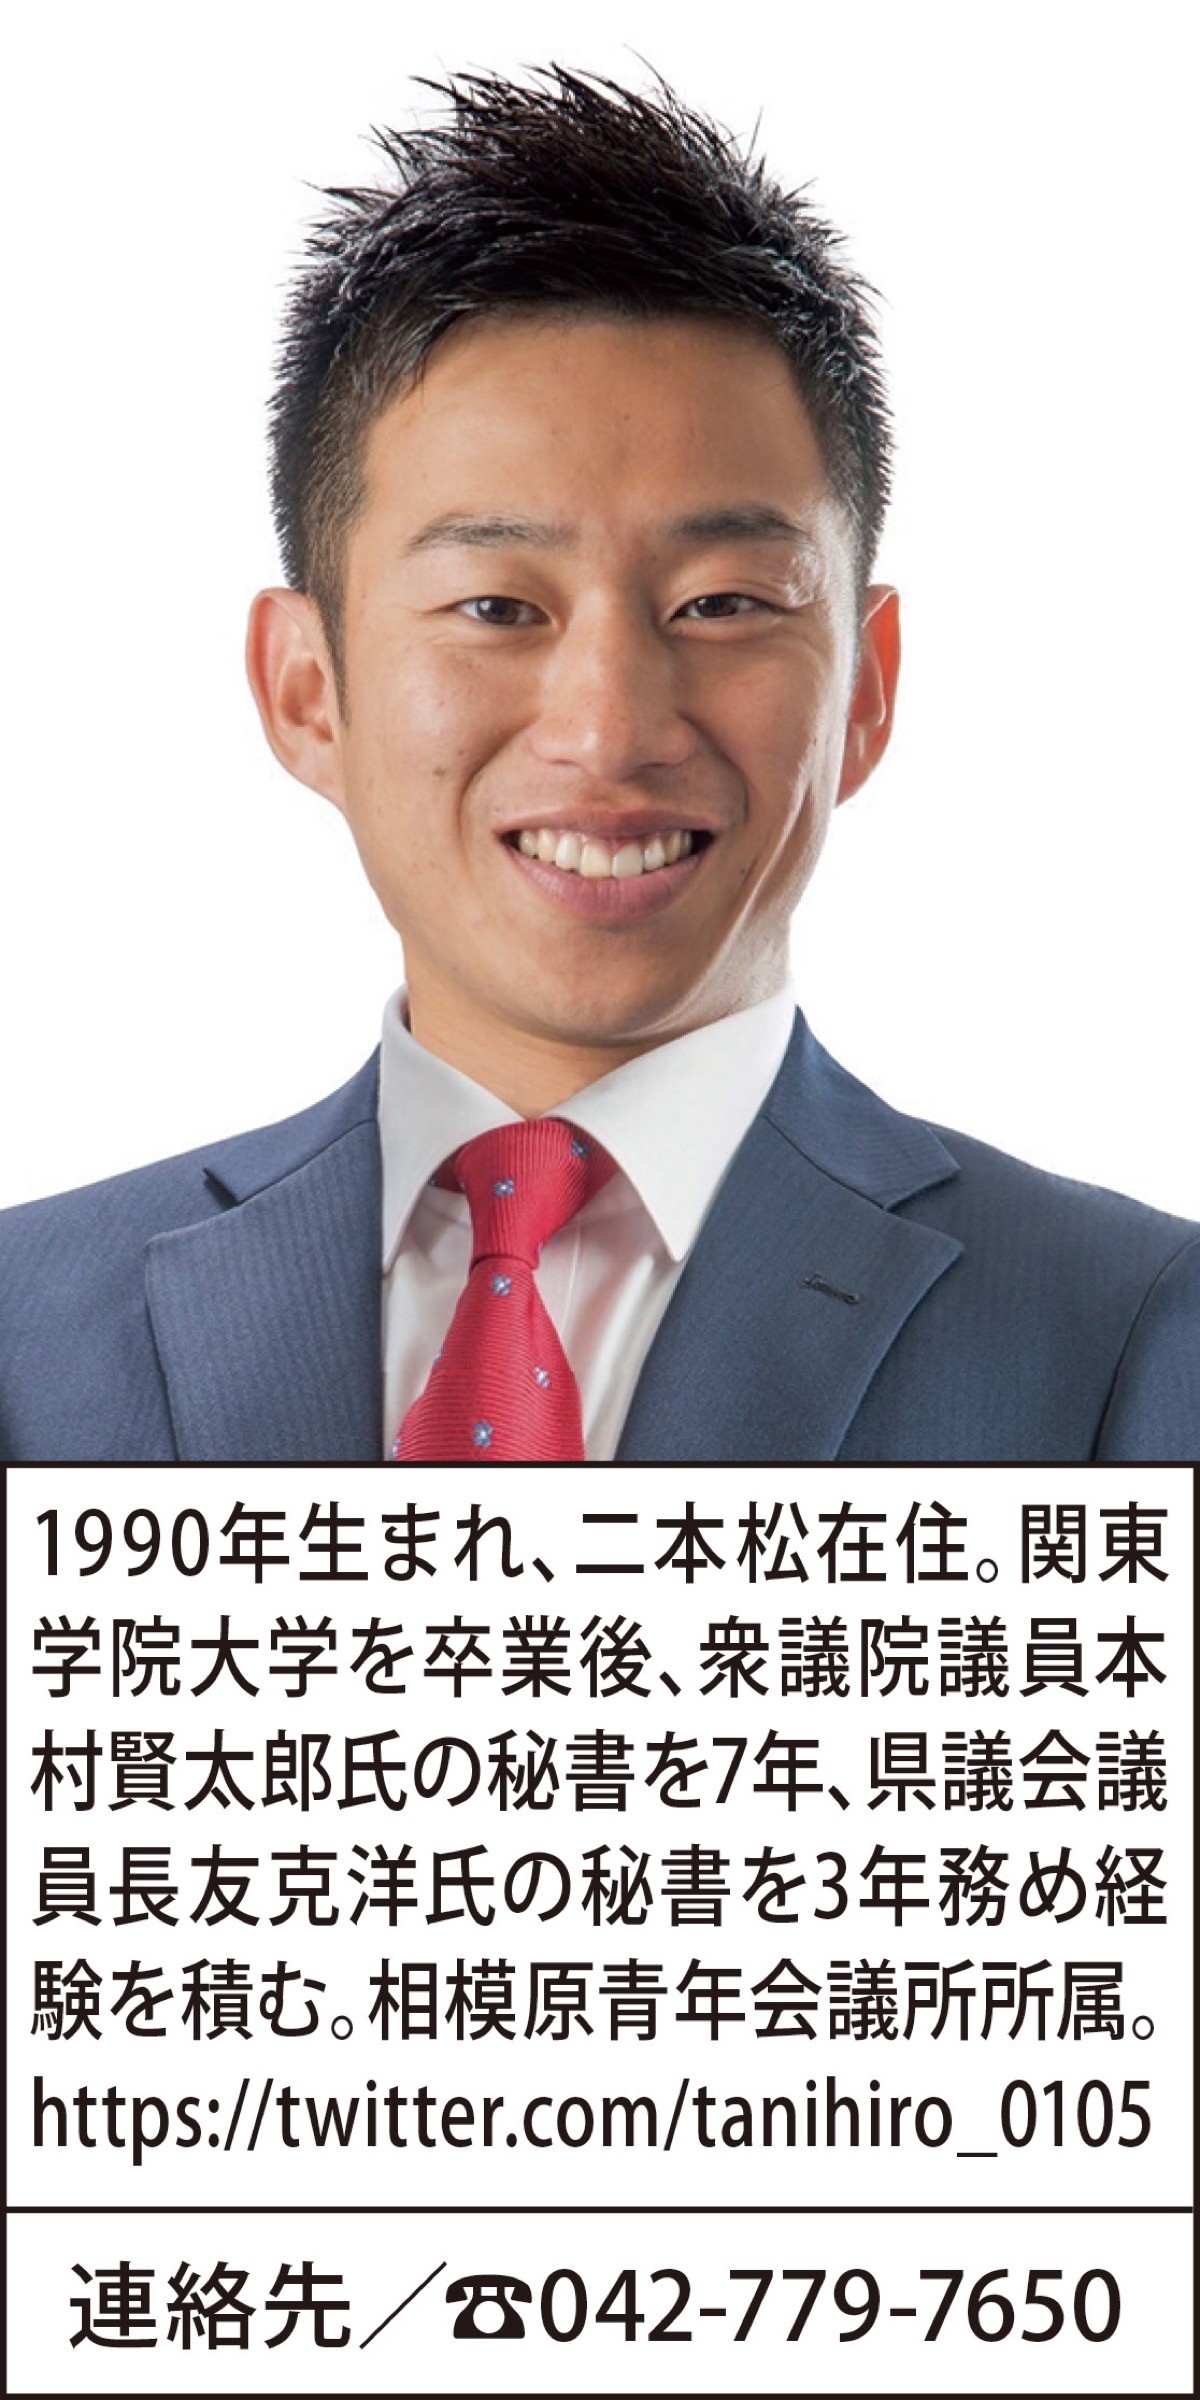 1990年生まれ、二本松在住。関東
学院大学を卒業後、衆議院議員本
村賢太郎氏の秘書を7年、県議会議
員長友克洋氏の秘書を3年務め経
験を積む。相模原青年会議所所属。
https://twitter.com/tanihiro_0105
連絡先／☎042-779-7650